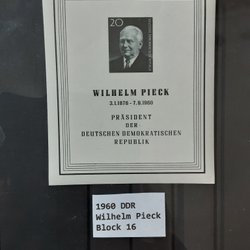 20
WILHELM PIECK
3.1.1876 - 7.9.1960
PRÄSIDENT
DER
DEUTSCHEN DEMOKRATISCHEN
REPUBLIK
1960 DDR
Wilhelm Pieck
Block 16